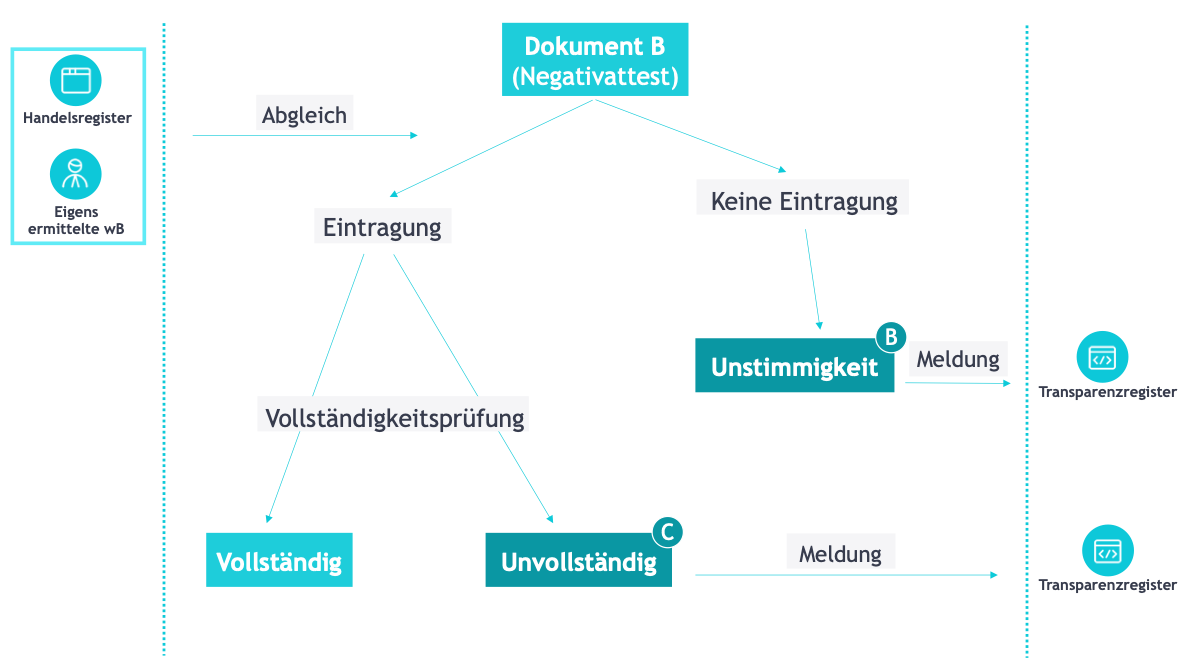 Dokument B
(Negativattest)
Handelsregister
Eigens
ermittelte wB
Abgleich
Eintragung
Keine Eintragung
Unstimmigkeit
B
Meldung
Transparenzregister
Vollständigkeitsprüfung
Vollständig
Unvollständig
C
Meldung
Transparenzregister